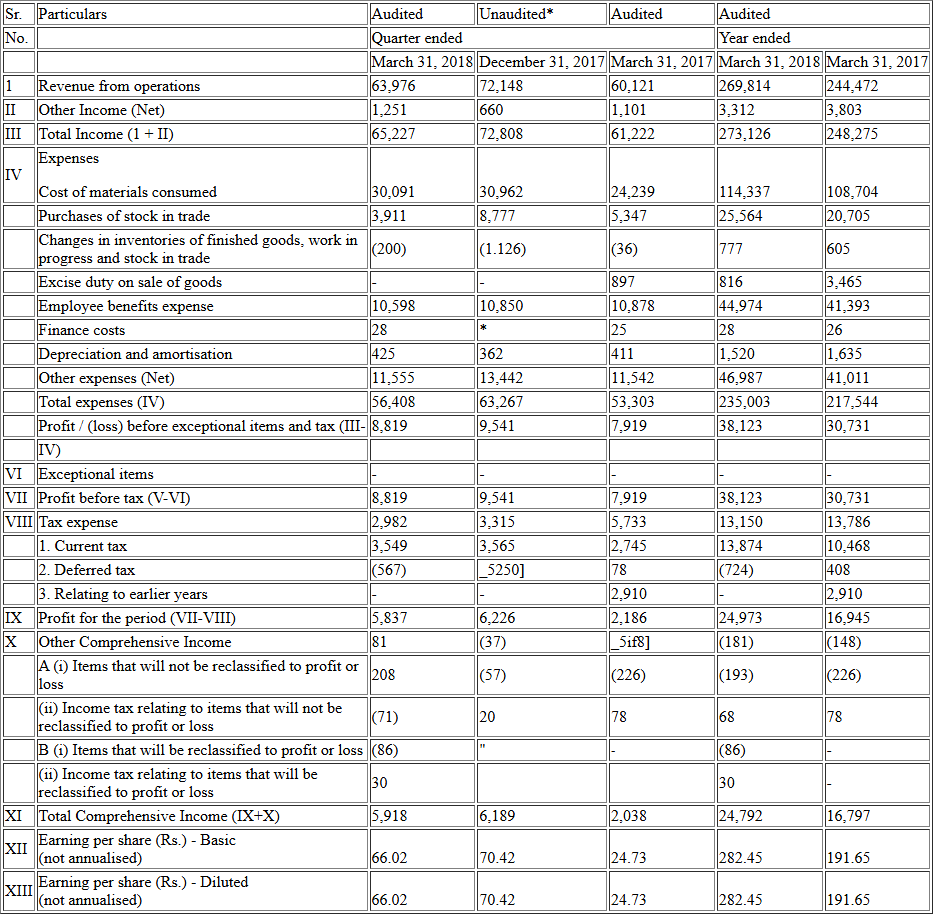 Sr. Particulars Audited Unaudited* Audited Audited
No. Quarter ended Year ended
March 31, 2018 December 31, 2017 March 31, 2017 March 31, 2018 March 31, 2017
1 Revenue from operations 63,976 72,148 60,121 269,814 244,472
II Other Income (Net) 1,251 660 1,101 3,312 3,803
III Total Income (1 + II) 65,227 72,808 61,222 273,126 248,275
IV Expenses
Cost of materials consumed 30,091 30,962 24,239 114,337 108,704
Purchases of stock in trade 3,911 8,777 5,347 25,564 20,705
Changes in inventories of finished goods, work in
progress and stock in trade (200) (1.126) (36) 777 605
Excise duty on sale of goods - - 897 816 3,465
Employee benefits expense 10,598 10,850 10,878 44,974 41,393
Finance costs 28 * 25 28 26
Depreciation and amortisation 425 362 411 1,520 1,635
Other expenses (Net) 11,555 13,442 11,542 46,987 41,011
Total expenses (IV) 56,408 63,267 53,303 235,003 217,544
Profit / (loss) before exceptional items and tax (III- 8,819 9,541 7,919 38,123 30,731
IV)
VI Exceptional items - - - - -
VII Profit before tax (V-VI) 8,819 9,541 7,919 38,123 30,731
VIII Tax expense 2,982 3,315 5,733 13,150 13,786
1. Current tax 3,549 3,565 2,745 13,874 10,468
2. Deferred tax (567) _5250] 78 (724) 408
3. Relating to earlier years - - 2,910 - 2,910
IX Profit for the period (VII-VIII) 5,837 6,226 2,186 24,973 16,945
X Other Comprehensive Income 81 (37) _5if8] (181) (148)
A (i) Items that will not be reclassified to profit or
loss 208 (57) (226) (193) (226)
(ii) Income tax relating to items that will not be
reclassified to profit or loss (71) 20 78 68 78
B (i) Items that will be reclassified to profit or loss (86) " - (86) -
(ii) Income tax relating to items that will be
reclassified to profit or loss 30 30 -
XI Total Comprehensive Income (IX+X) 5,918 6,189 2,038 24,792 16,797
XII Earning per share (Rs.) - Basic
(not annualised) 66.02 70.42 24.73 282.45 191.65
XIII Earning per share (Rs.) - Diluted
(not annualised) 66.02 70.42 24.73 282.45 191.65